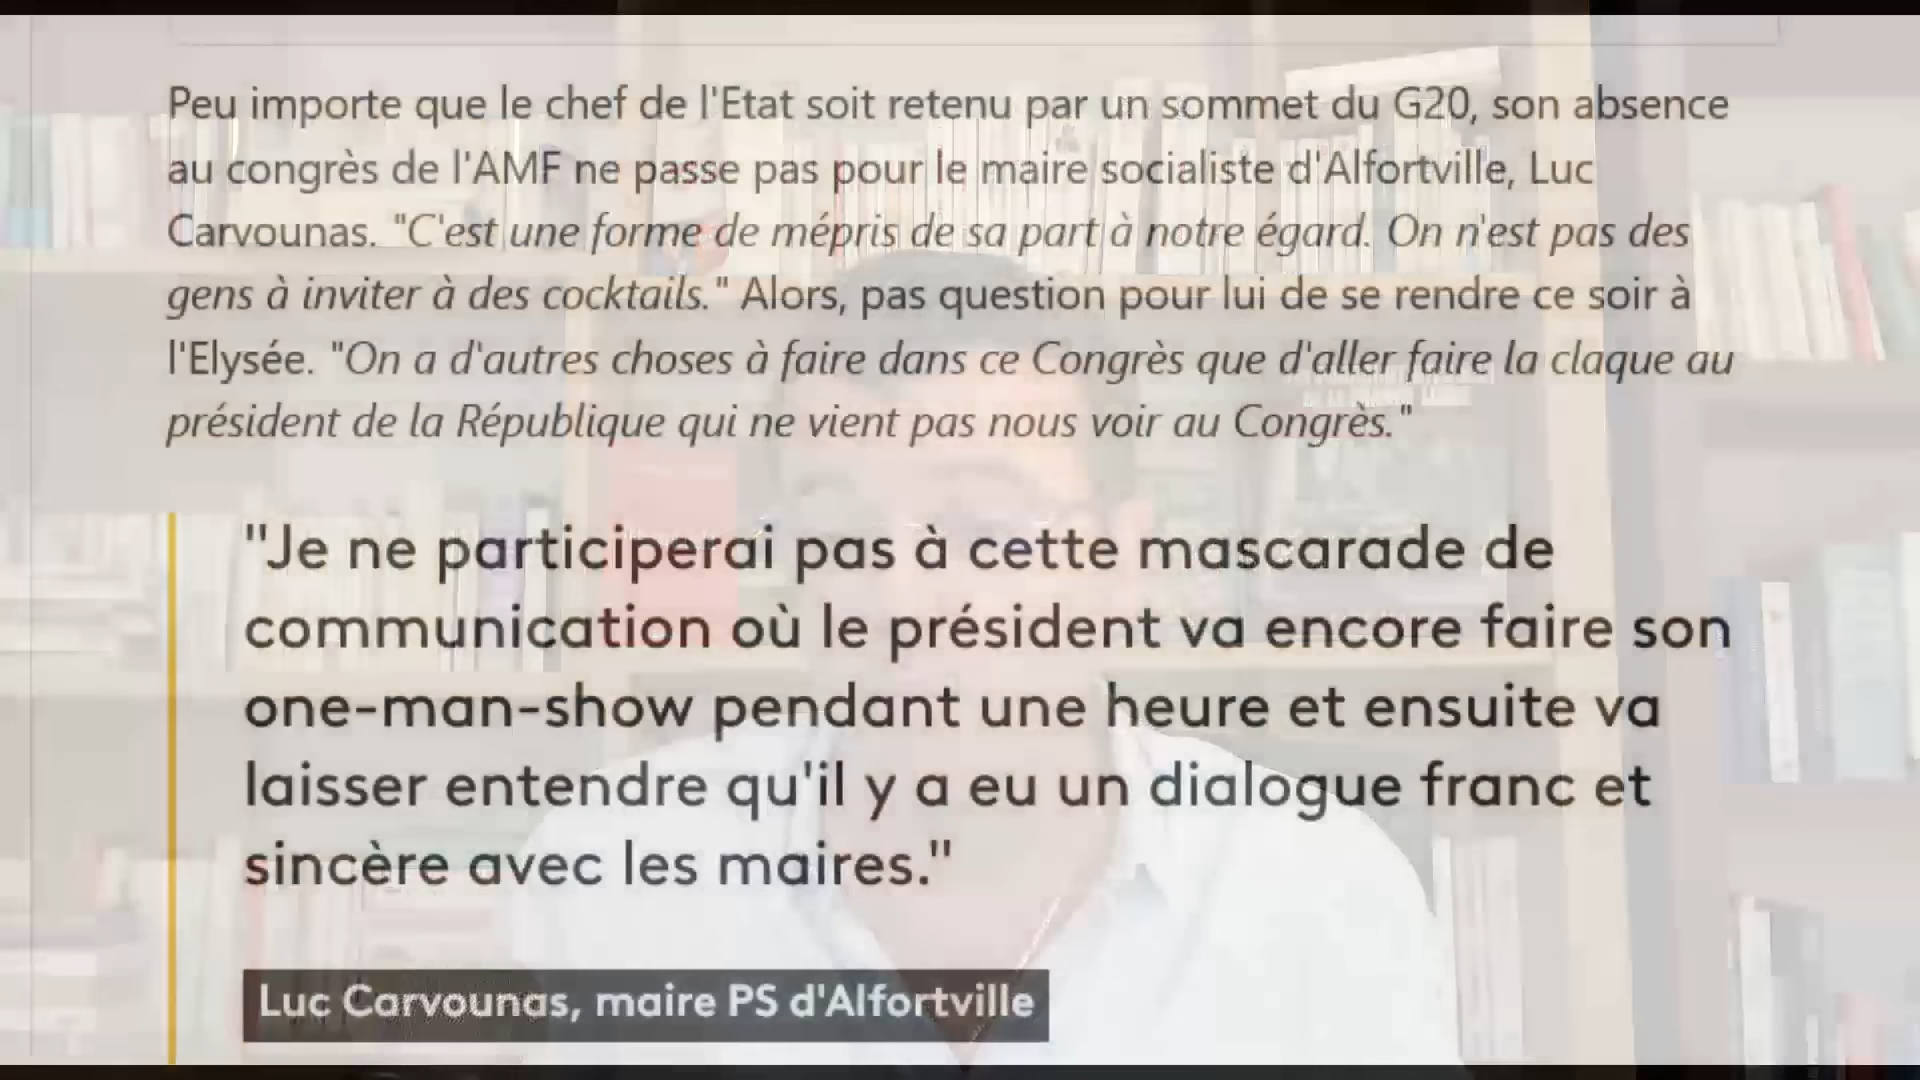 Peu importe que le chef de l'Etat soit retenu par un sommet du G20, son absence
au congrès de l'AMF ne passe pas pour le maire socialiste d'Alfortville, Luc
Carvounas. "C'est une forme de mépris de sa part à notre égard. On n'est pas des
gens à inviter à des cocktails." Alors, pas question pour lui de se rendre ce soir à
l'Elysée. "On a d'autres choses à faire dans ce Congrès que d'aller faire la claque au
président de la République qui ne vient pas nous voir au Congrès."
"Je ne participerai pas à cette mascarade de
communication où le président va encore faire son
one-man-show pendant une heure et ensuite va
laisser entendre qu'il y a eu un dialogue franc et
sincère avec les maires."
Luc Carvounas, maire PS d'Alfortville